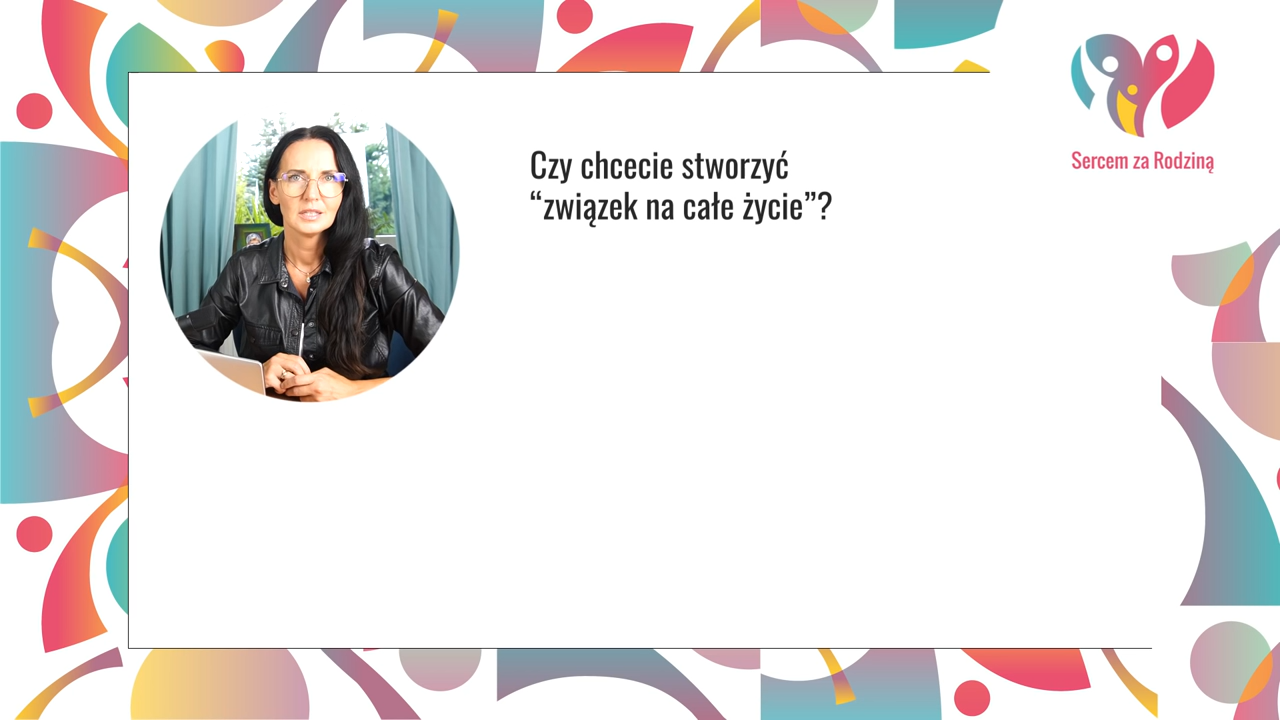 Czy chcecie stworzyć
“związek na całe życie”?
Sercem za Rodziną